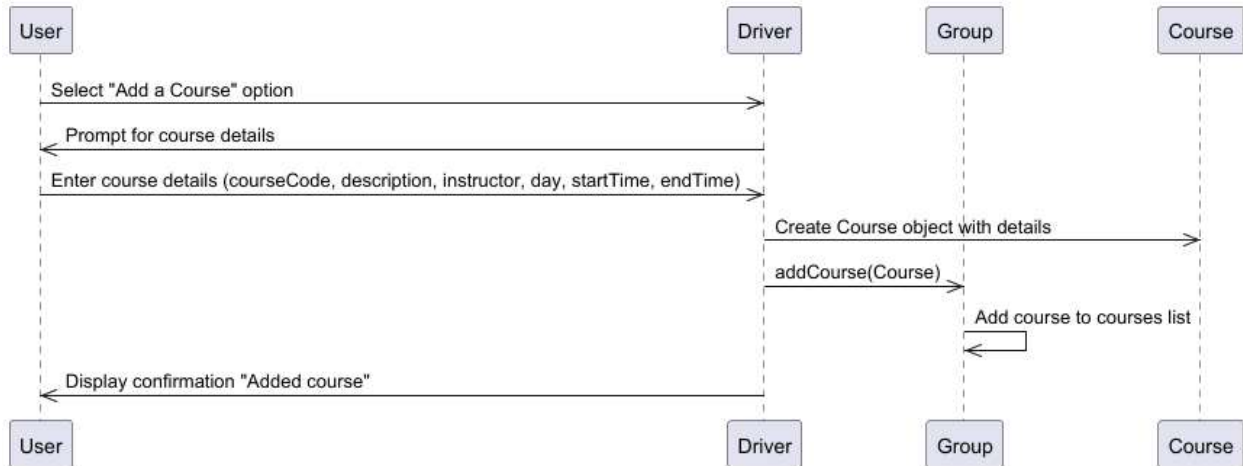 User
Driver
Group
Course
Select "Add a Course" option
Prompt for course details
Enter course details (courseCode, description, instructor, day, startTime, endTime)
Create Course object with details
addCourse(Course)
Add course to courses list
Display confirmation "Added course"
User
Driver
Group
Course